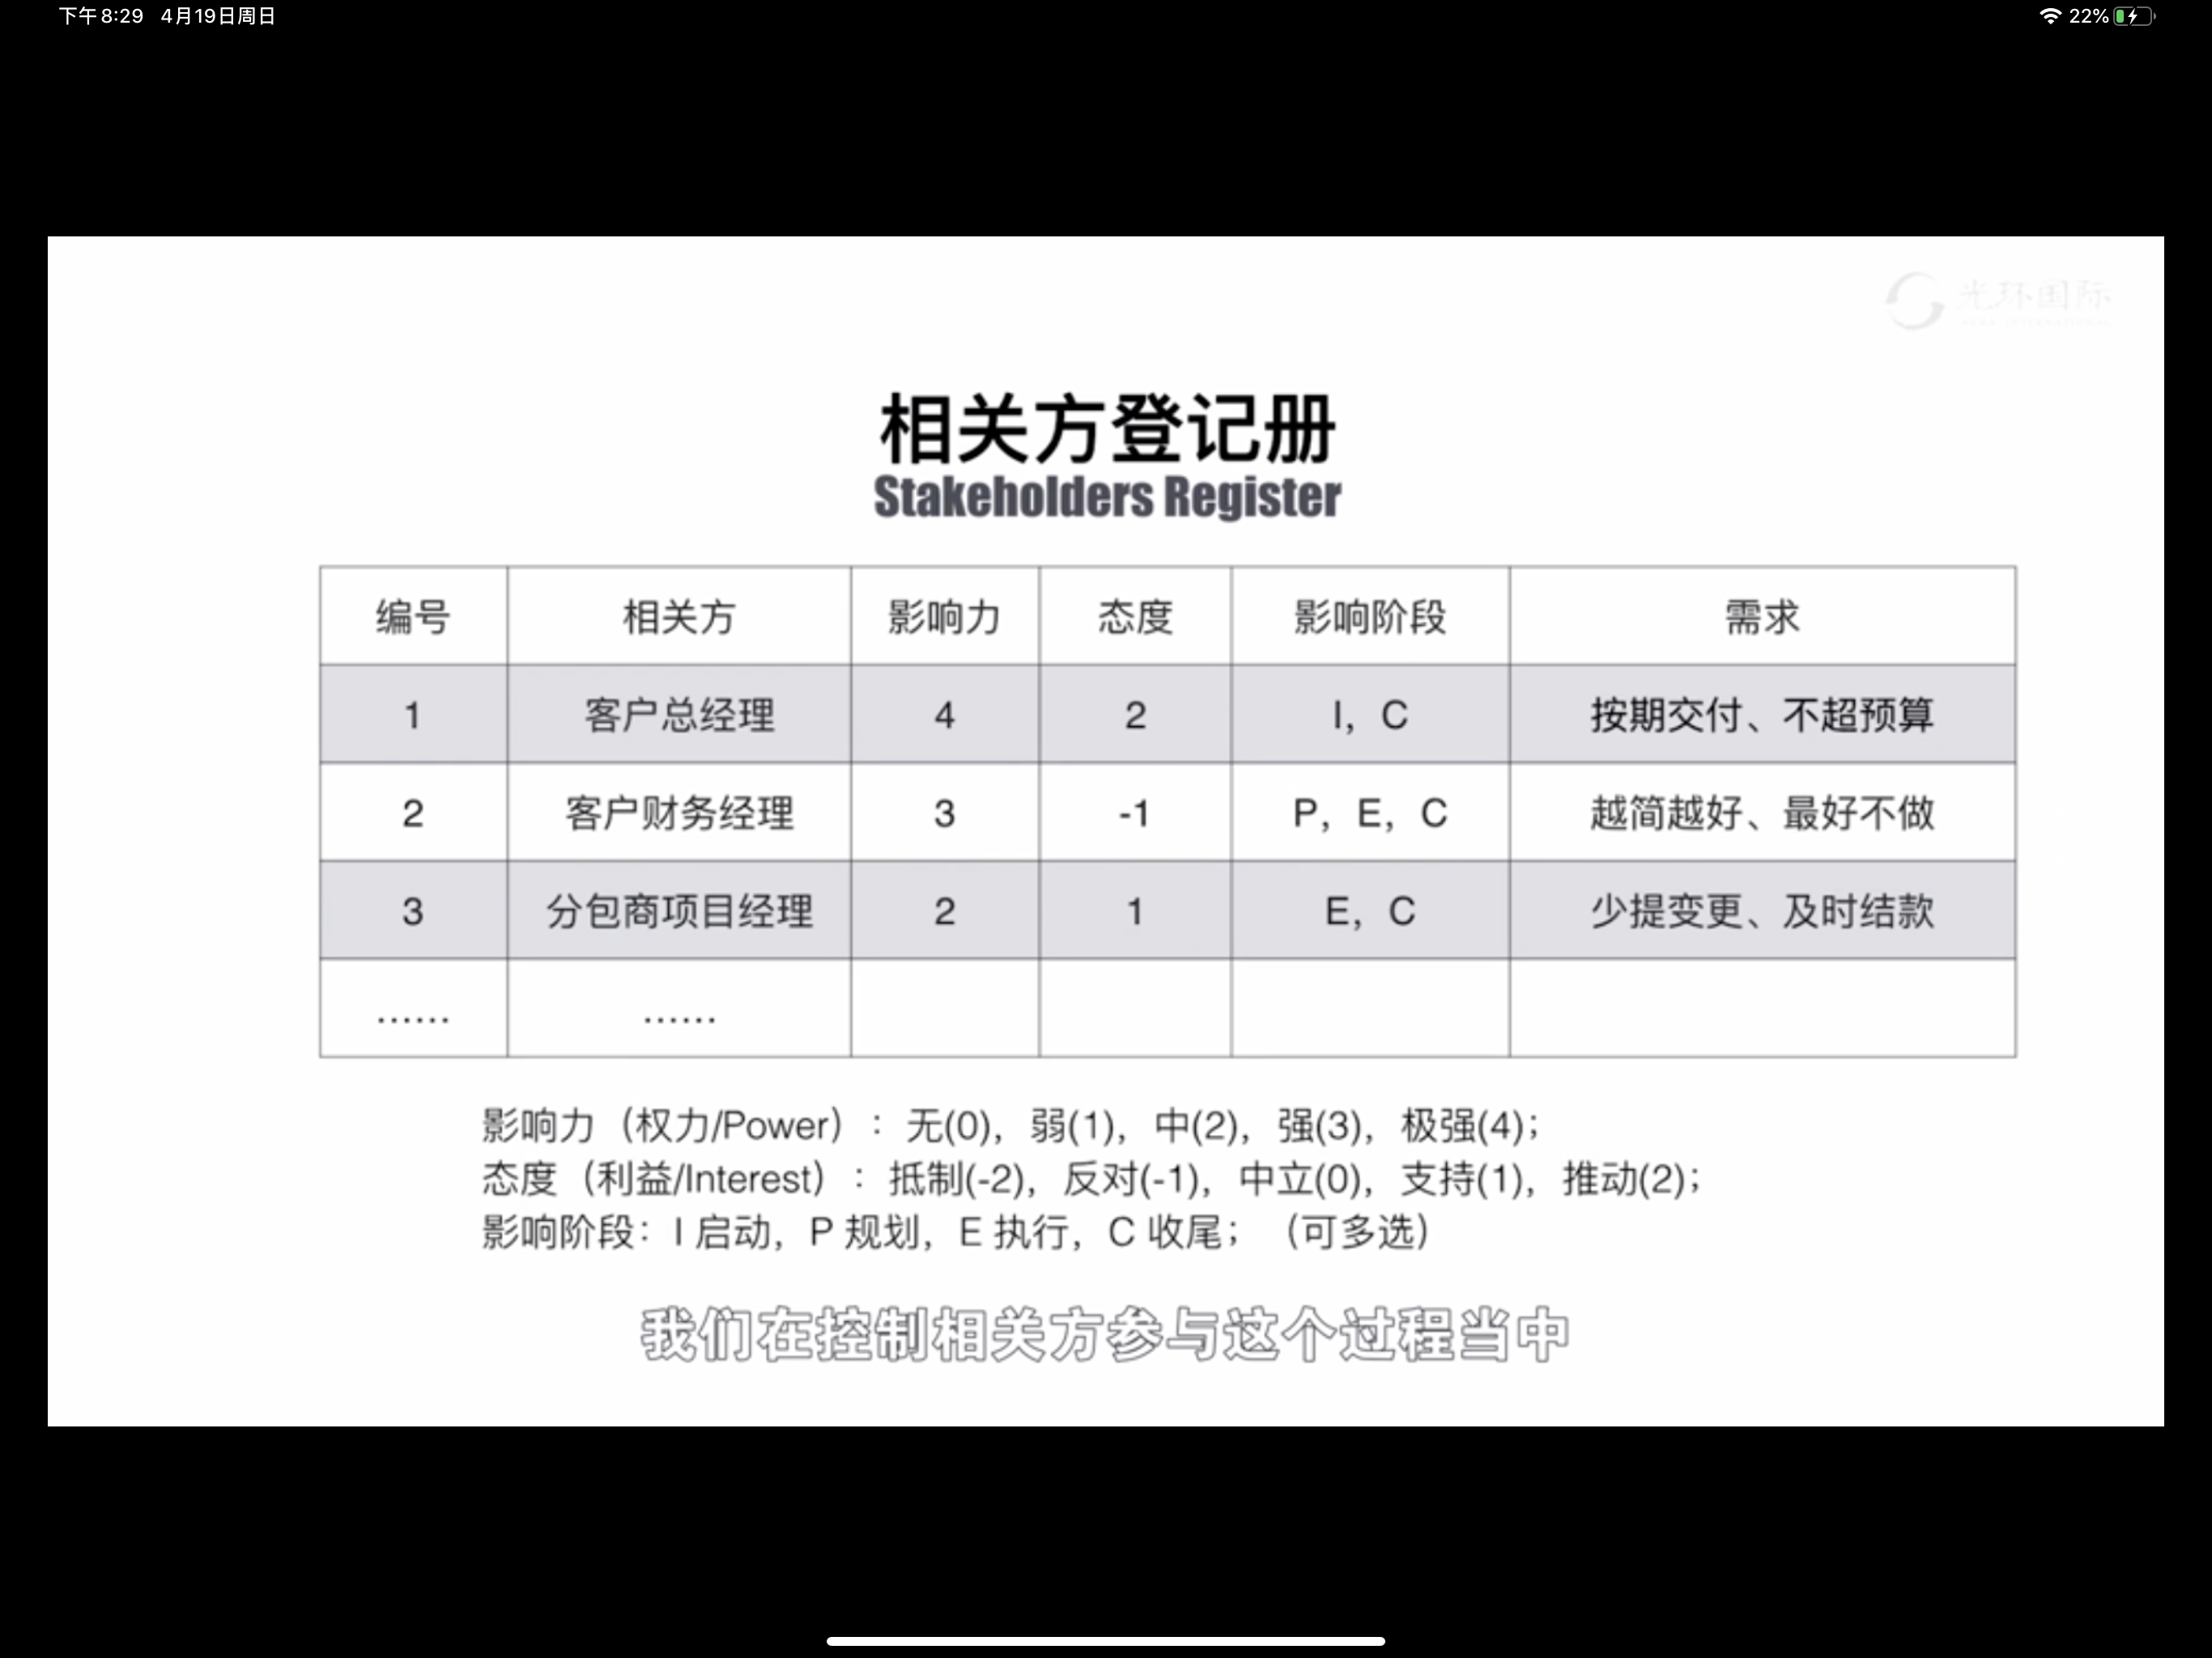 下午8:29 4月19日周日
22%
光环国际
相关方登记册
Stakeholders Register
编号 相关方 影响力 态度 影响阶段 需求
1 客户总经理 4 2 I，C 按期交付、不超预算
2 客户财务经理 3 -1 P，E，C 越简越好、最好不做
3 分包商项目经理 2 1 E，C 少提变更、及时结款
…… ……
影响力（权力/Power）：无(0)，弱(1)，中(2)，强(3)，极强(4)；
态度（利益/Interest）：抵制(-2)，反对(-1)，中立(0)，支持(1)，推动(2)；
影响阶段：I 启动，P 规划，E 执行，C 收尾；（可多选）
我们在控制相关方参与这个过程当中